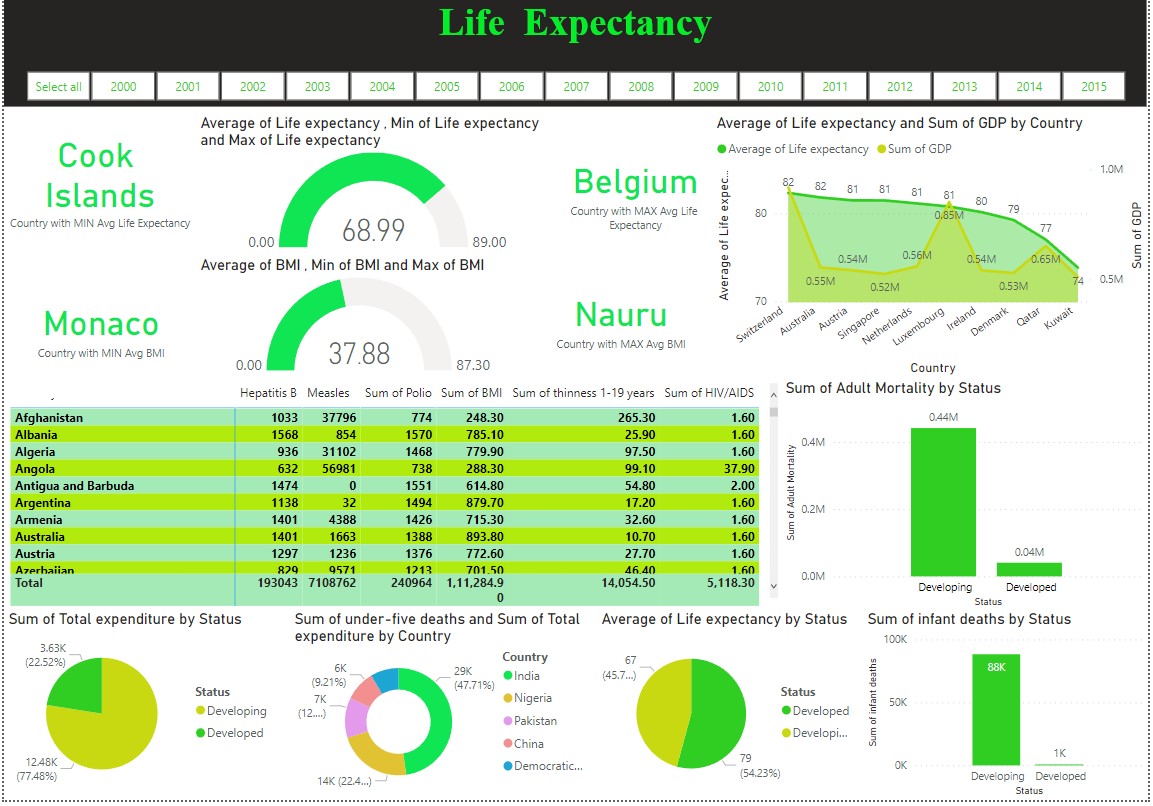 Life Expectancy
Select all 2000 2001 2002 2003 2004 2005 2006 2007 2008 2009 2010 2011 2012 2013 2014 2015
Cook
Islands
Country with MIN Avg Life Expectancy
Average of Life expectancy , Min of Life expectancy
and Max of Life expectancy
68.99
0.00
89.00
Belgium
Country with MAX Avg Life
Expectancy
Monaco
Country with MIN Avg BMI
Average of BMI , Min of BMI and Max of BMI
37.88
0.00
87.30
Nauru
Country with MAX Avg BMI
Average of Life expectancy and Sum of GDP by Country
Average of Life expectancy Sum of GDP
Average of Life expec...
80
70
82 82 81 81 81 81 80 79 77 74
0.55M 0.54M 0.52M 0.56M 0.85M 0.54M 0.53M 0.65M
1.0M
0.5M
Sum of GDP
Switzerland Australia Austria Singapore Netherlands Luxembourg Ireland Denmark Qatar Kuwait
Country
Hepatitis B Measles Sum of Polio Sum of BMI Sum of thinness 1-19 years Sum of HIV/AIDS
Afghanistan 1033 37796 774 248.30 265.30 1.60
Albania 1568 854 1570 785.10 25.90 1.60
Algeria 936 31102 1468 779.90 97.50 1.60
Angola 632 56981 738 288.30 99.10 37.90
Antigua and Barbuda 1474 0 1551 614.80 54.80 2.00
Argentina 1138 32 1494 879.70 17.20 1.60
Armenia 1401 4388 1426 715.30 32.60 1.60
Australia 1401 1663 1388 893.80 10.70 1.60
Austria 1297 1236 1376 772.60 27.70 1.60
Azerbaijan 829 9571 1213 701.50 46.40 1.60
Total 193043 7108762 240964 1,11,284.9 14,054.50 5,118.30
0
Sum of Adult Mortality by Status
Sum of Adult Mortality
0.4M
0.2M
0.0M
0.44M
0.04M
Developing Developed
Status
Sum of Total expenditure by Status
3.63K
(22.52%)
12.48K
(77.48%)
Status
Developing
Developed
Sum of under-five deaths and Sum of Total
expenditure by Country
6K
(9.21%)
7K
(12....)
14K (22.4...)
29K
(47.71%)
Country
India
Nigeria
Pakistan
China
Democratic...
Average of Life expectancy by Status
67
(45.7...)
79
(54.23%)
Status
Developed
Developi...
Sum of infant deaths by Status
Sum of infant deaths
100K
50K
0K
88K
1K
Developing Developed
Status